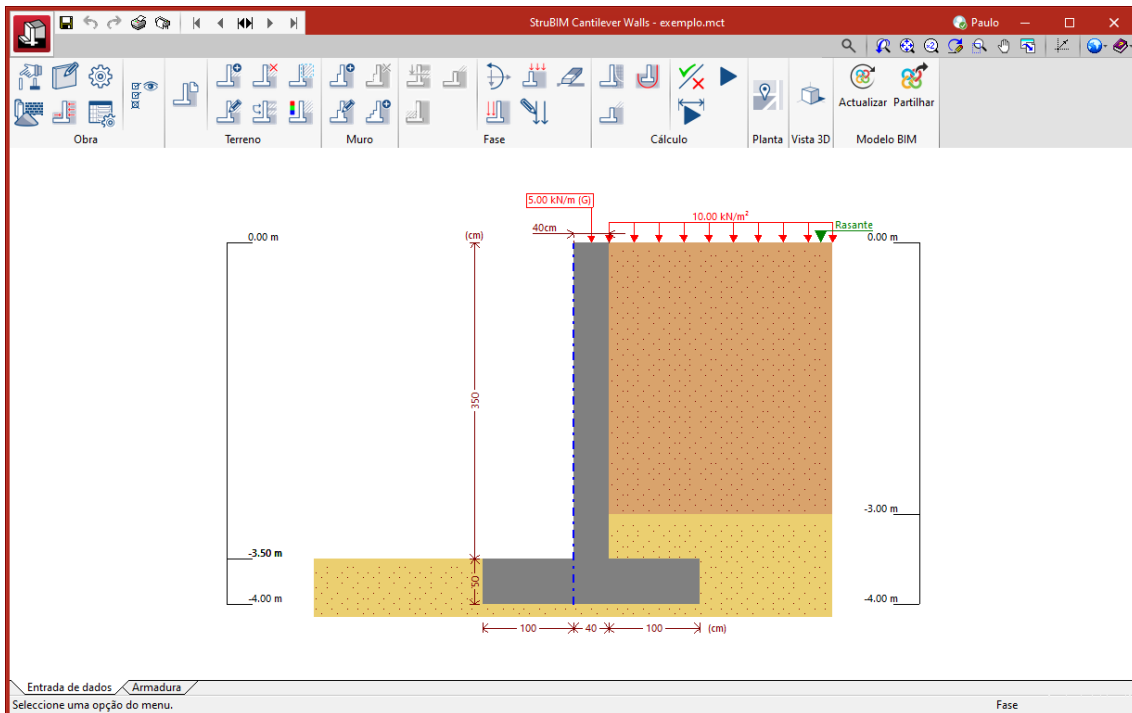 StruBIM Cantilever Walls - exemplo.mct
Paulo
Actualizar Partilhar
Obra
Terreno
Muro
Fase
Cálculo
Planta
Vista 3D
Modelo BIM
5.00 kN/m (G)
10.00 kN/m²
40cm
Rasante
0.00 m
(cm)
0.00 m
350
-3.00 m
-3.50 m
50
-4.00 m
-4.00 m
100
40
100
(cm)
Entrada de dados
Armadura
Seleccione uma opção do menu.
Fase